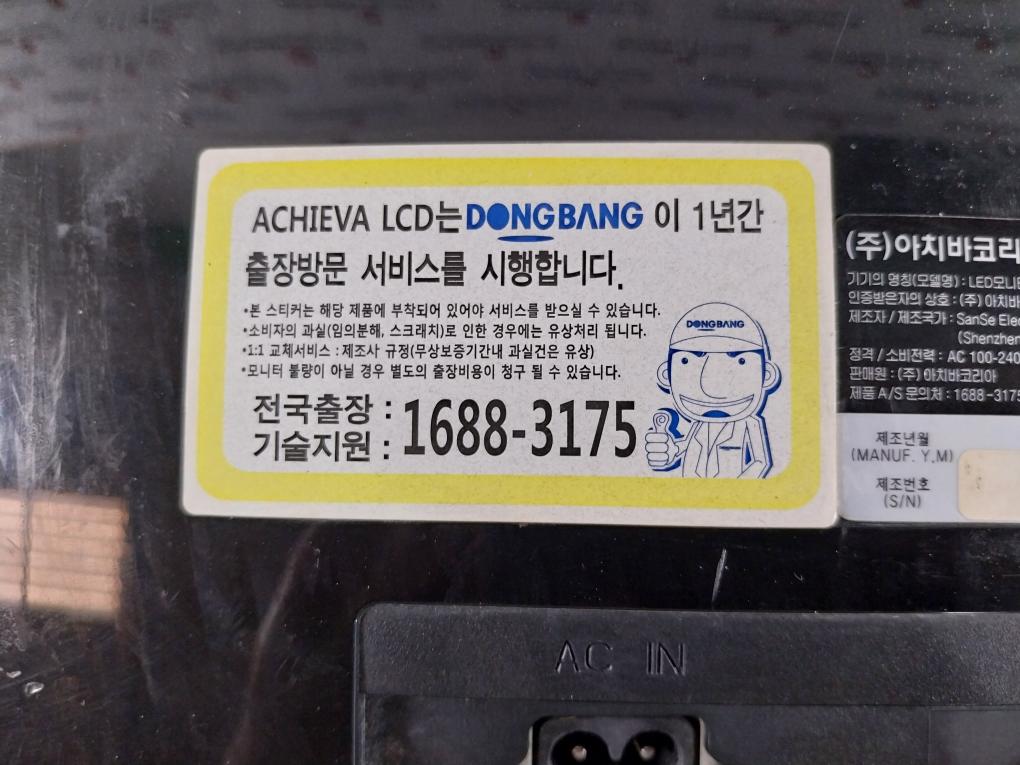 ACHIEVA LCD는 DONGBANG 이 1년간
출장방문 서비스를 시행합니다.
•본 스티커는 해당 제품에 부착되어 있어야 서비스를 받으실 수 있습니다.
•소비자의 과실(임의분해, 스크래치)로 인한 경우에는 유상처리 됩니다.
•1:1 교체서비스 : 제조사 규정(무상보증기간내 과실건은 유상)
•모니터 불량이 아닐 경우 별도의 출장비용이 청구 될 수 있습니다.
전국출장 :
기술지원 : 1688-3175
DONGBANG
(주)아치바코리
기기의 명칭(모델명) : LED모니
인증받은자의 상호 : (주) 아치바
제조자 / 제조국가 : SanSe Elec
(Shenzhen
정격 / 소비전력 : AC 100-240
판매원 : (주) 아치바코리아
제품 A/S 문의처 : 1688-3175
제조년월
(MANUF. Y.M)
제조번호
(S/N)
AC IN